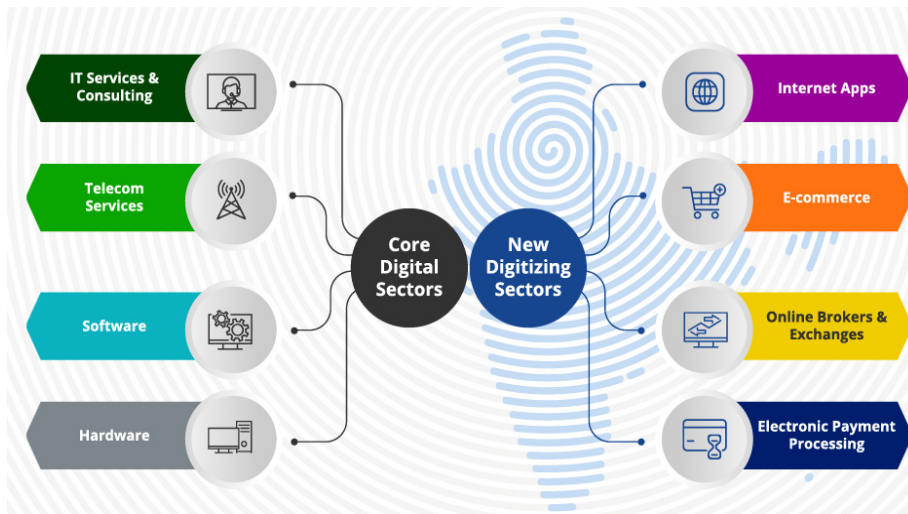 IT Services &
Consulting
Telecom
Services
Software
Hardware
Core
Digital
Sectors
New
Digitizing
Sectors
Internet Apps
E-commerce
Online Brokers &
Exchanges
Electronic Payment
Processing